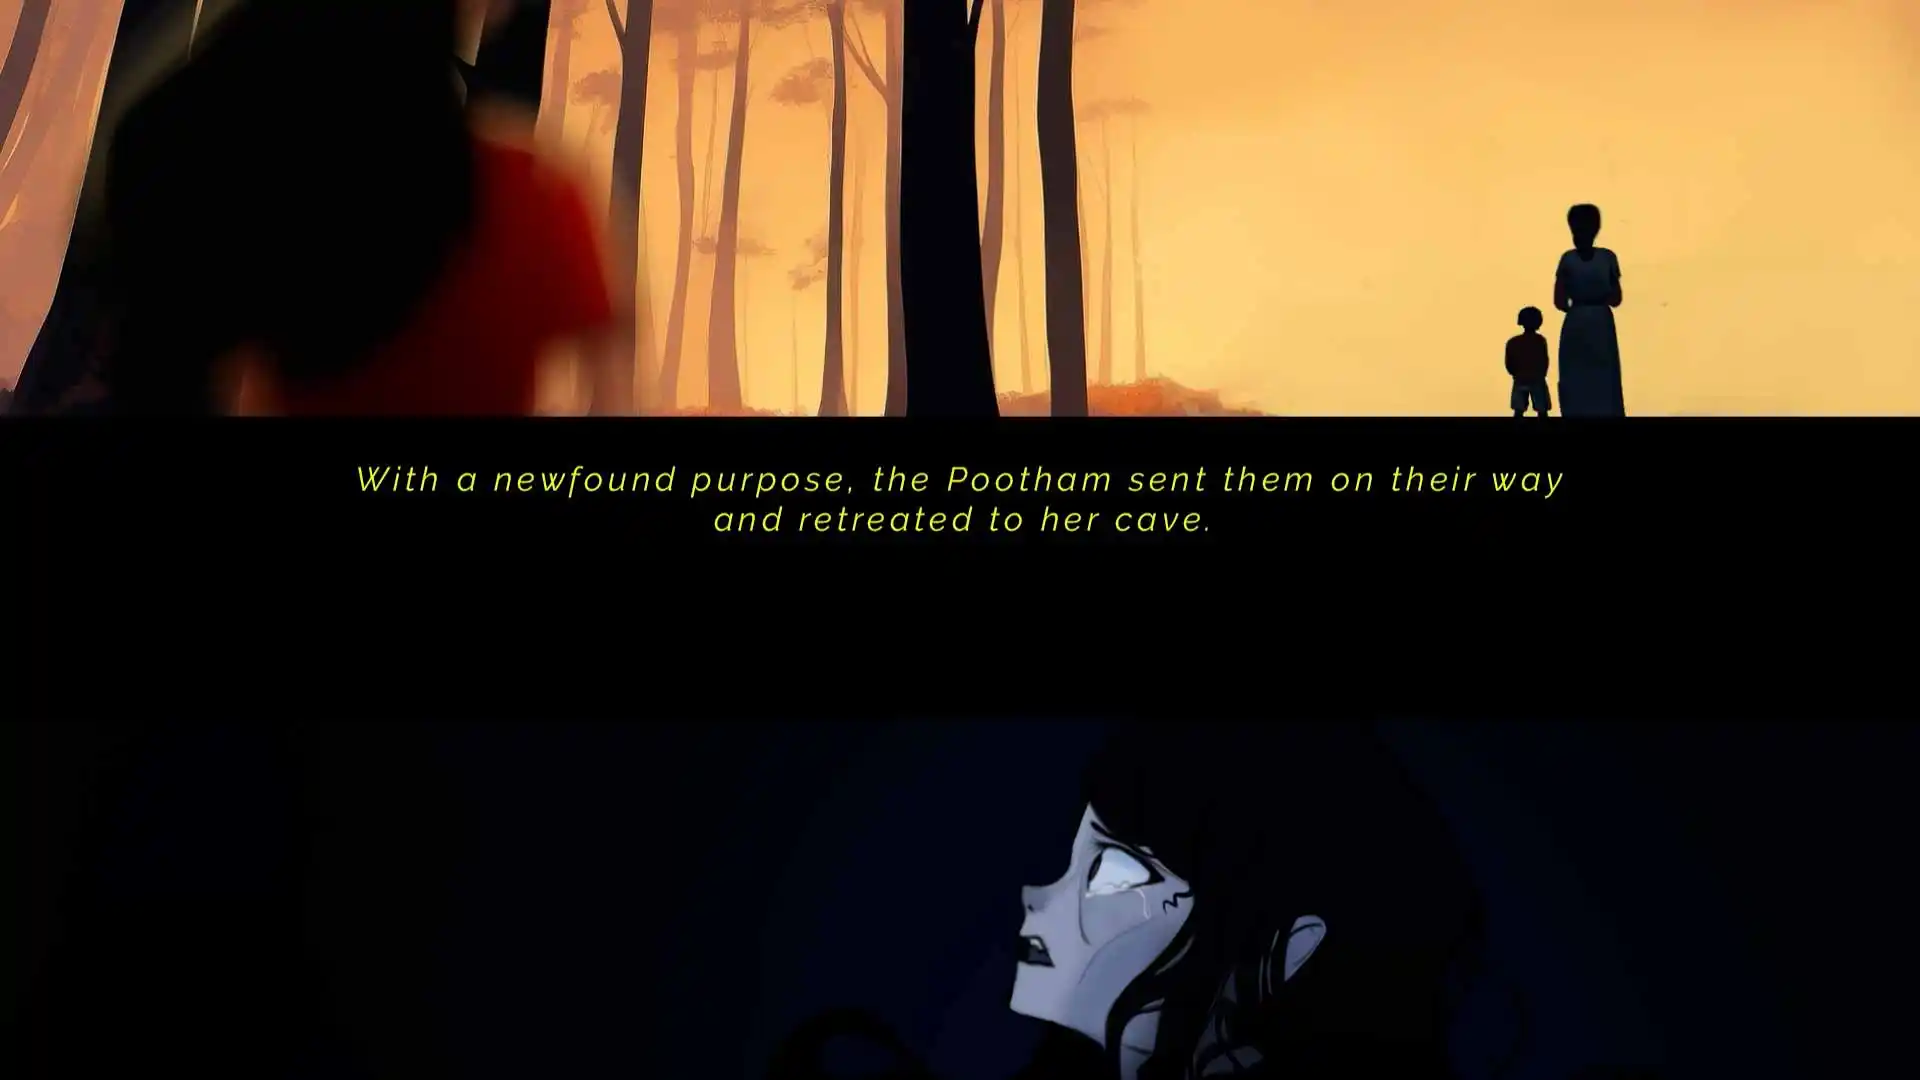 With a newfound purpose, the Pootham sent them on their way
and retreated to her cave.